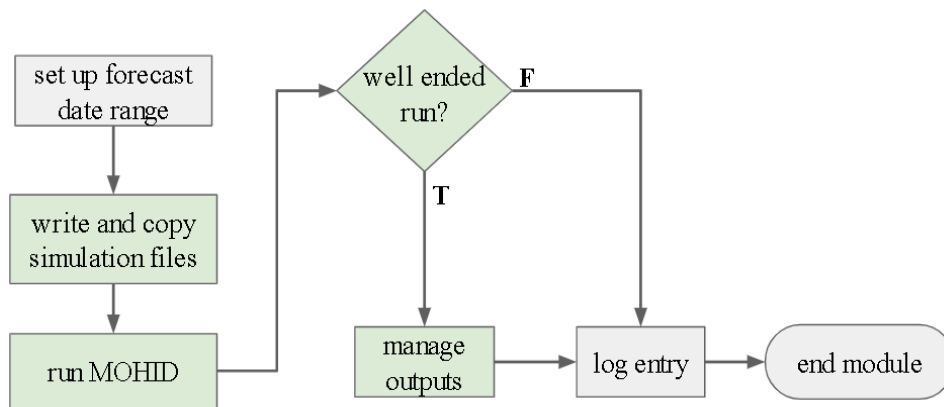 set up forecast
date range
write and copy
simulation files
run MOHID
well ended
run?
F
T
manage
outputs
log entry
end module